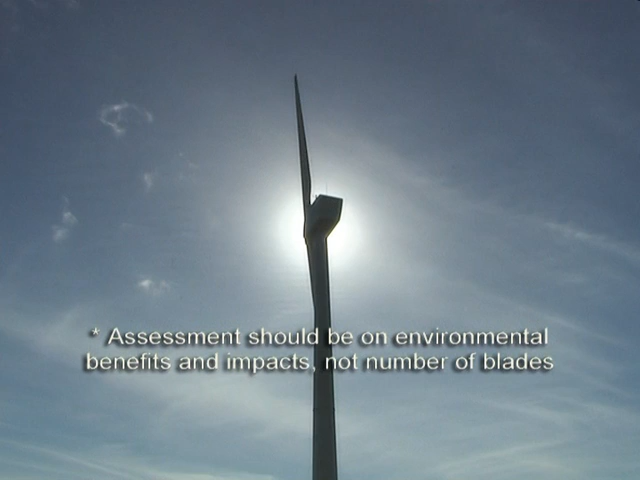 * Assessment should be on environmental
benefits and impacts, not number of blades